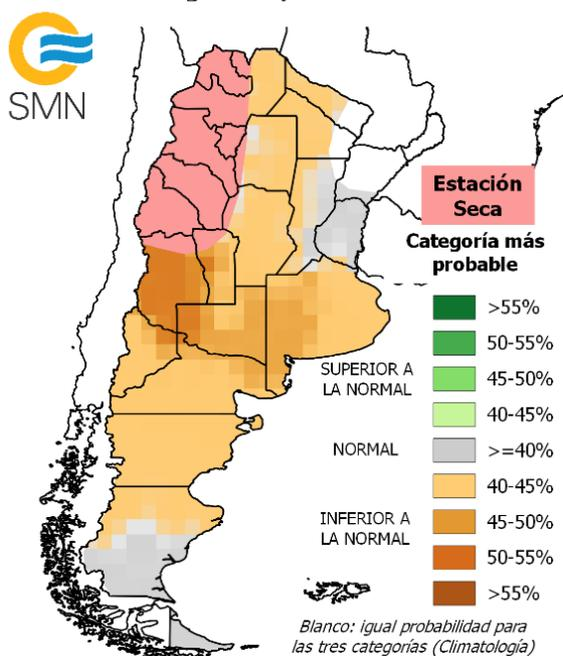 SMN
Estación
Seca
Categoría más
probable
>55%
50-55%
45-50%
40-45%
SUPERIOR A
LA NORMAL
NORMAL
>=40%
40-45%
45-50%
50-55%
>55%
INFERIOR A
LA NORMAL
Blanco: igual probabilidad para
las tres categorías (Climatología)